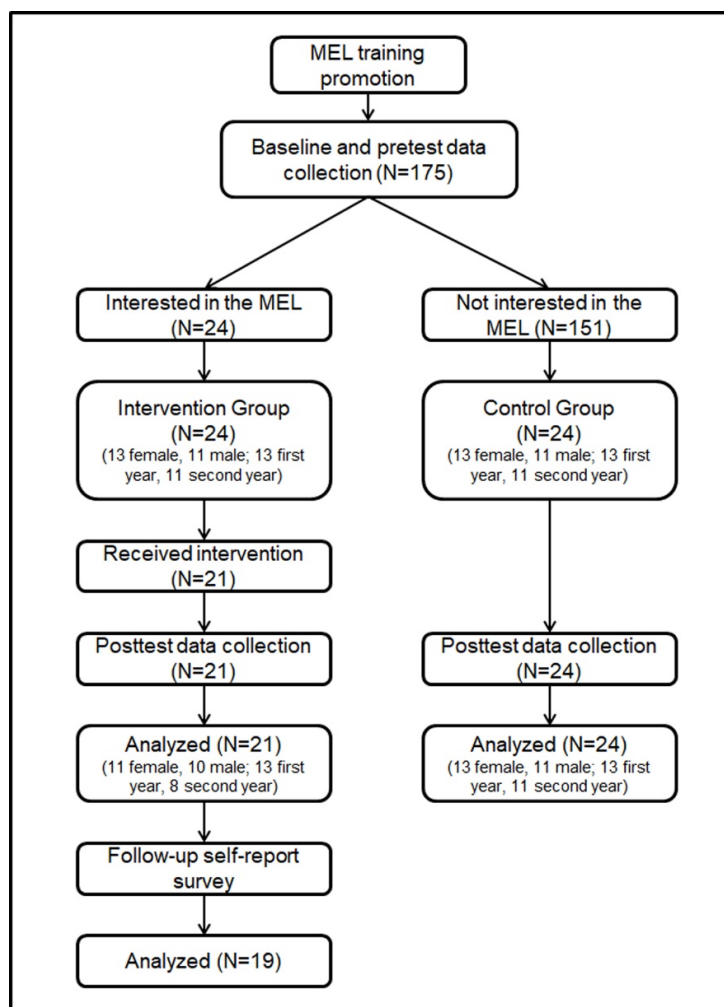 MEL training
promotion
Baseline and pretest data
collection (N=175)
Interested in the MEL
(N=24)
Not interested in the
MEL (N=151)
Intervention Group
(N=24)
(13 female, 11 male; 13 first
year, 11 second year)
Control Group
(N=24)
(13 female, 11 male; 13 first
year, 11 second year)
Received intervention
(N=21)
Posttest data collection
(N=21)
Posttest data collection
(N=24)
Analyzed (N=21)
(11 female, 10 male; 13 first
year, 8 second year)
Analyzed (N=24)
(13 female, 11 male; 13 first
year, 11 second year)
Follow-up self-report
survey
Analyzed (N=19)